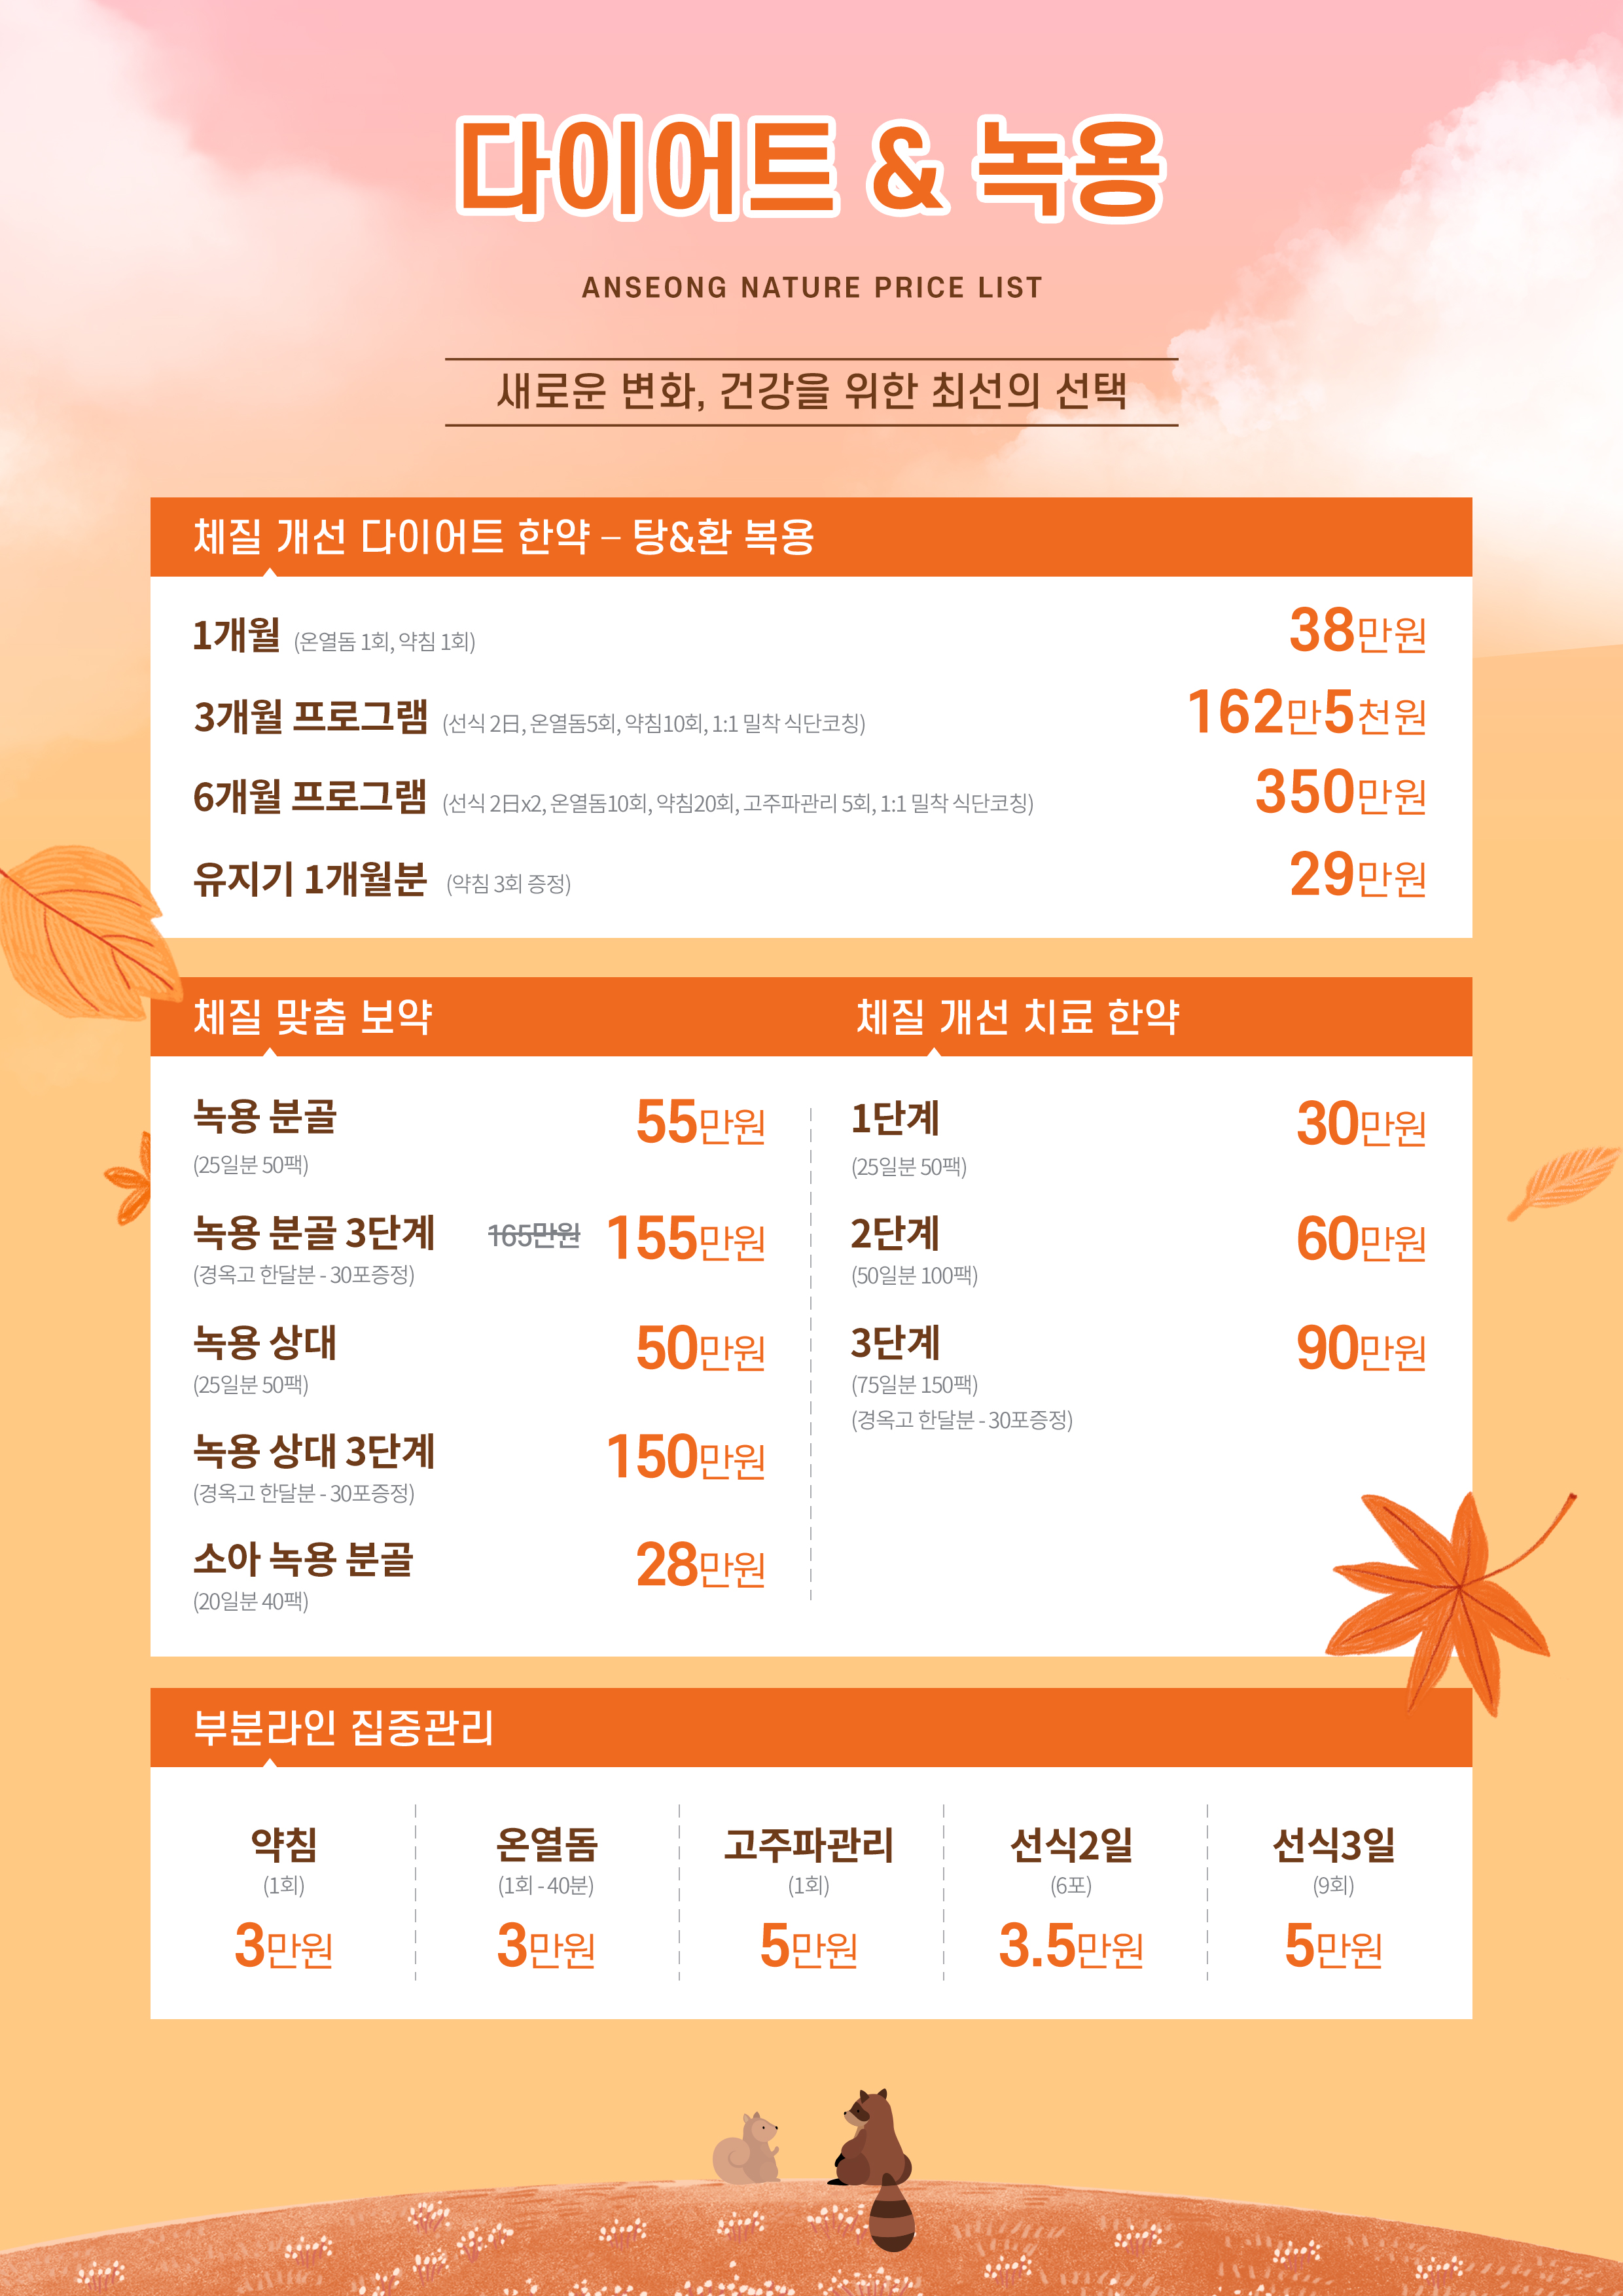 다이어트 & 녹용
ANSEONG NATURE PRICE LIST
새로운 변화, 건강을 위한 최선의 선택
체질 개선 다이어트 한약 – 탕&환 복용
1개월 (온열돔 1회, 약침 1회) 38만원
3개월 프로그램 (선식 2日, 온열돔5회, 약침10회, 1:1 밀착 식단코칭) 162만5천원
6개월 프로그램 (선식 2日x2, 온열돔10회, 약침20회, 고주파관리 5회, 1:1 밀착 식단코칭) 350만원
유지기 1개월분 (약침 3회 증정) 29만원
체질 맞춤 보약
녹용 분골 55만원
(25일분 50팩)
녹용 분골 3단계 165만원 155만원
(경옥고 한달분 - 30포증정)
녹용 상대 50만원
(25일분 50팩)
녹용 상대 3단계 150만원
(경옥고 한달분 - 30포증정)
소아 녹용 분골 28만원
(20일분 40팩)
체질 개선 치료 한약
1단계 30만원
(25일분 50팩)
2단계 60만원
(50일분 100팩)
3단계 90만원
(75일분 150팩)
(경옥고 한달분 - 30포증정)
부분라인 집중관리
약침
(1회)
3만원
온열돔
(1회 - 40분)
3만원
고주파관리
(1회)
5만원
선식2일
(6포)
3.5만원
선식3일
(9회)
5만원